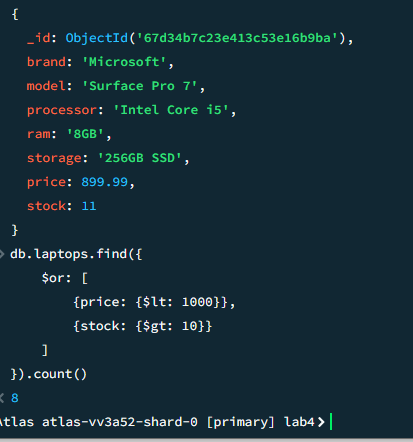 {
_id: ObjectId('67d34b7c23e413c53e16b9ba'),
brand: 'Microsoft',
model: 'Surface Pro 7',
processor: 'Intel Core i5',
ram: '8GB',
storage: '256GB SSD',
price: 899.99,
stock: 11
}
> db.laptops.find({
$or: [
{price: {$lt: 1000}},
{stock: {$gt: 10}}
]
}).count()
< 8
Atlas atlas-vv3a52-shard-0 [primary] lab4>